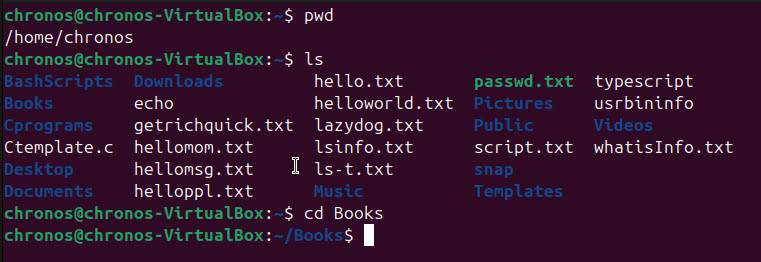 chronos@chronos-VirtualBox:~$ pwd
/home/chronos
chronos@chronos-VirtualBox:~$ ls
BashScripts  Downloads         hello.txt       passwd.txt  typescript
Books        echo              helloworld.txt  Pictures    usrbininfo
Cprograms    getrichquick.txt  lazydog.txt     Public      Videos
Ctemplate.c  hellomom.txt      lsinfo.txt      script.txt  whatisInfo.txt
Desktop      hellomsg.txt      ls-t.txt        snap
Documents    helloppl.txt      Music           Templates
chronos@chronos-VirtualBox:~$ cd Books
chronos@chronos-VirtualBox:~/Books$